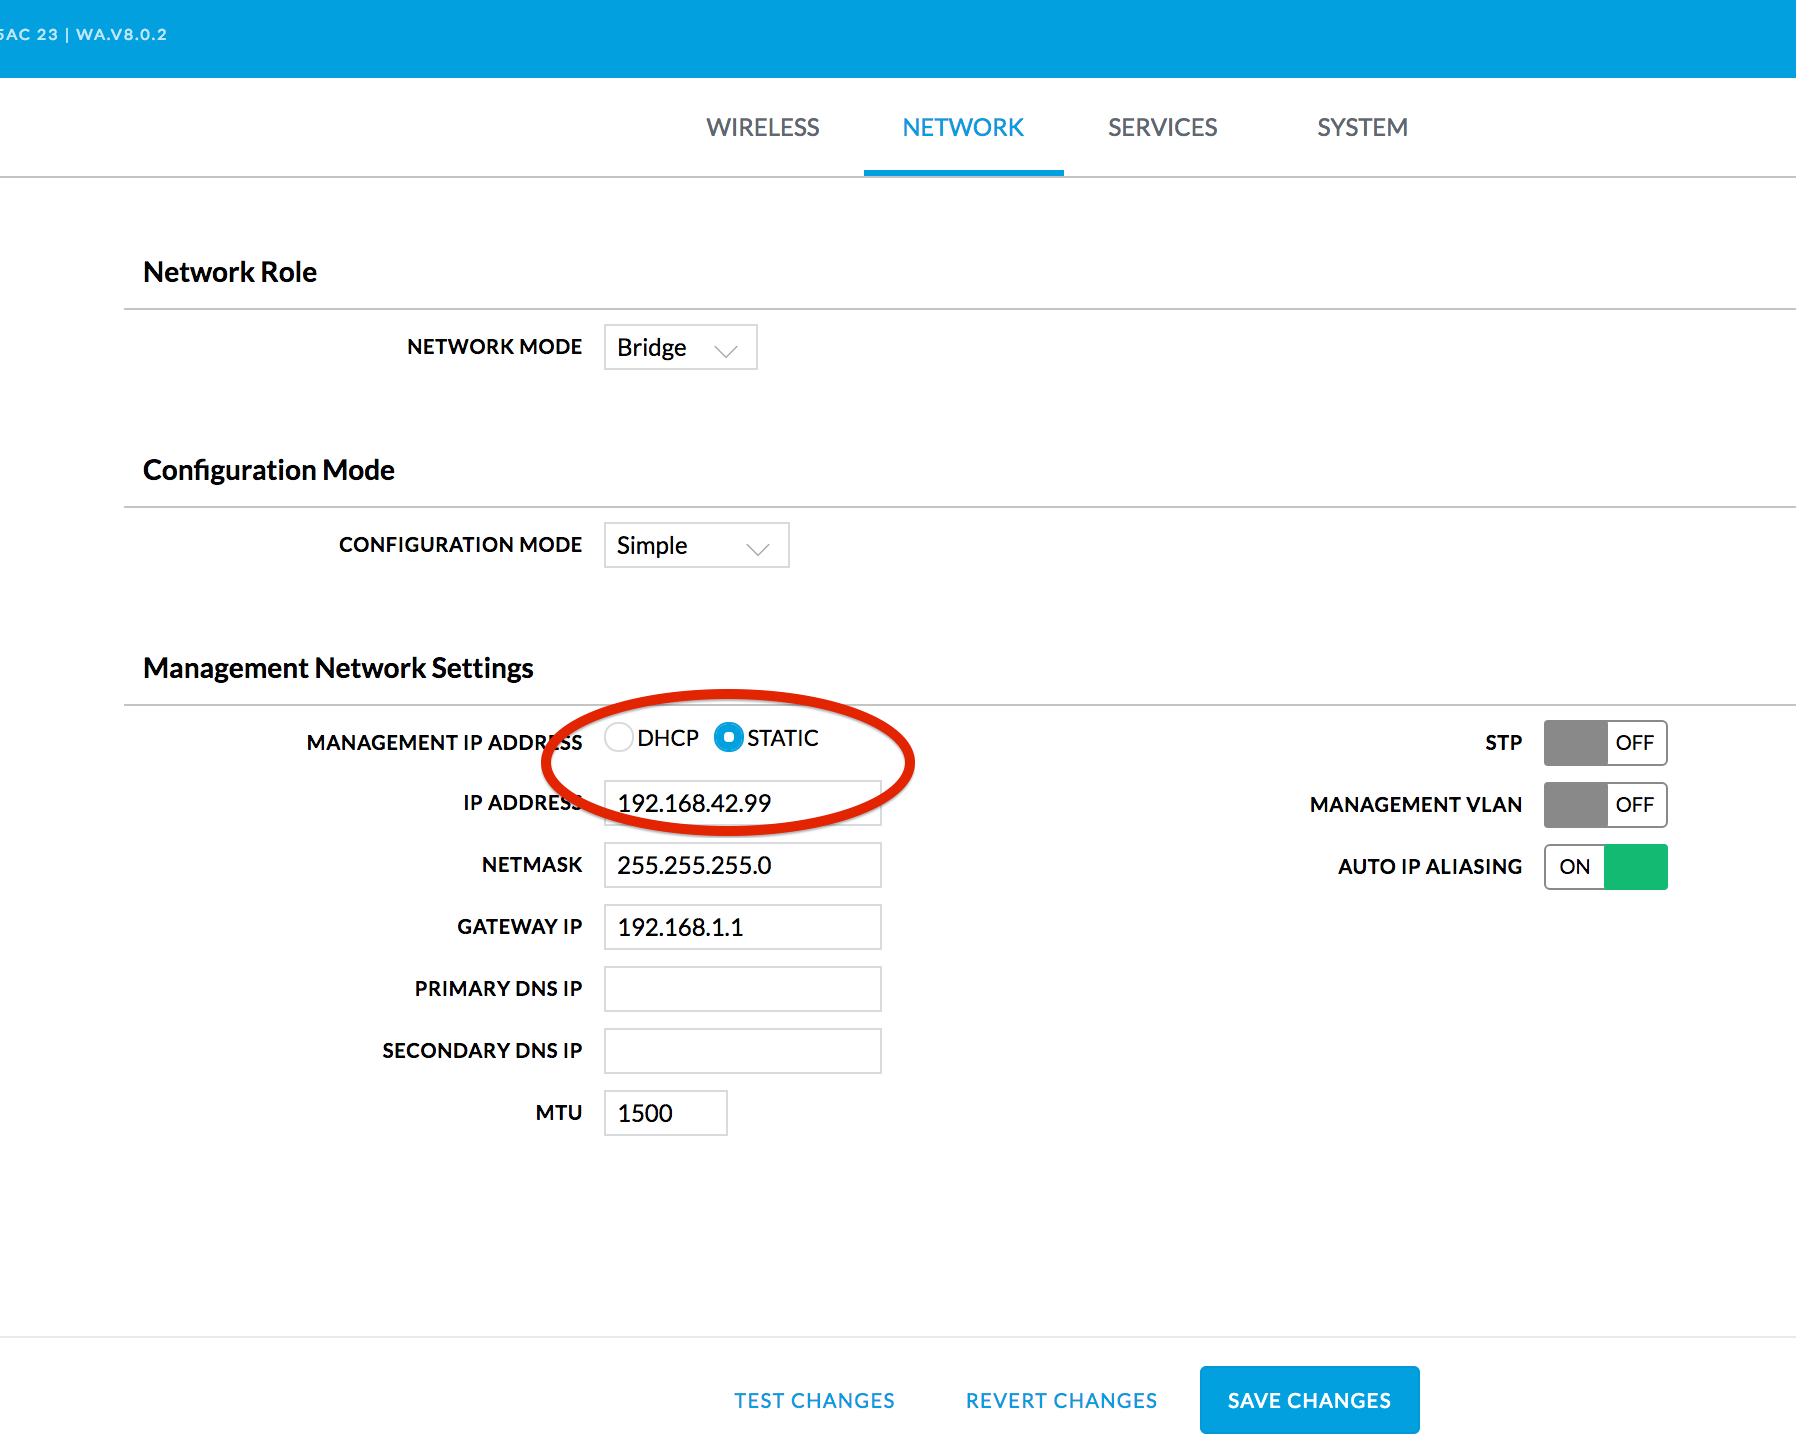 5AC 23 | WA.V8.0.2
WIRELESS NETWORK SERVICES SYSTEM
Network Role
NETWORK MODE Bridge
Configuration Mode
CONFIGURATION MODE Simple
Management Network Settings
MANAGEMENT IP ADDRESS DHCP STATIC
IP ADDRESS 192.168.42.99
NETMASK 255.255.255.0
GATEWAY IP 192.168.1.1
PRIMARY DNS IP
SECONDARY DNS IP
MTU 1500
STP OFF
MANAGEMENT VLAN OFF
AUTO IP ALIASING ON
TEST CHANGES REVERT CHANGES SAVE CHANGES